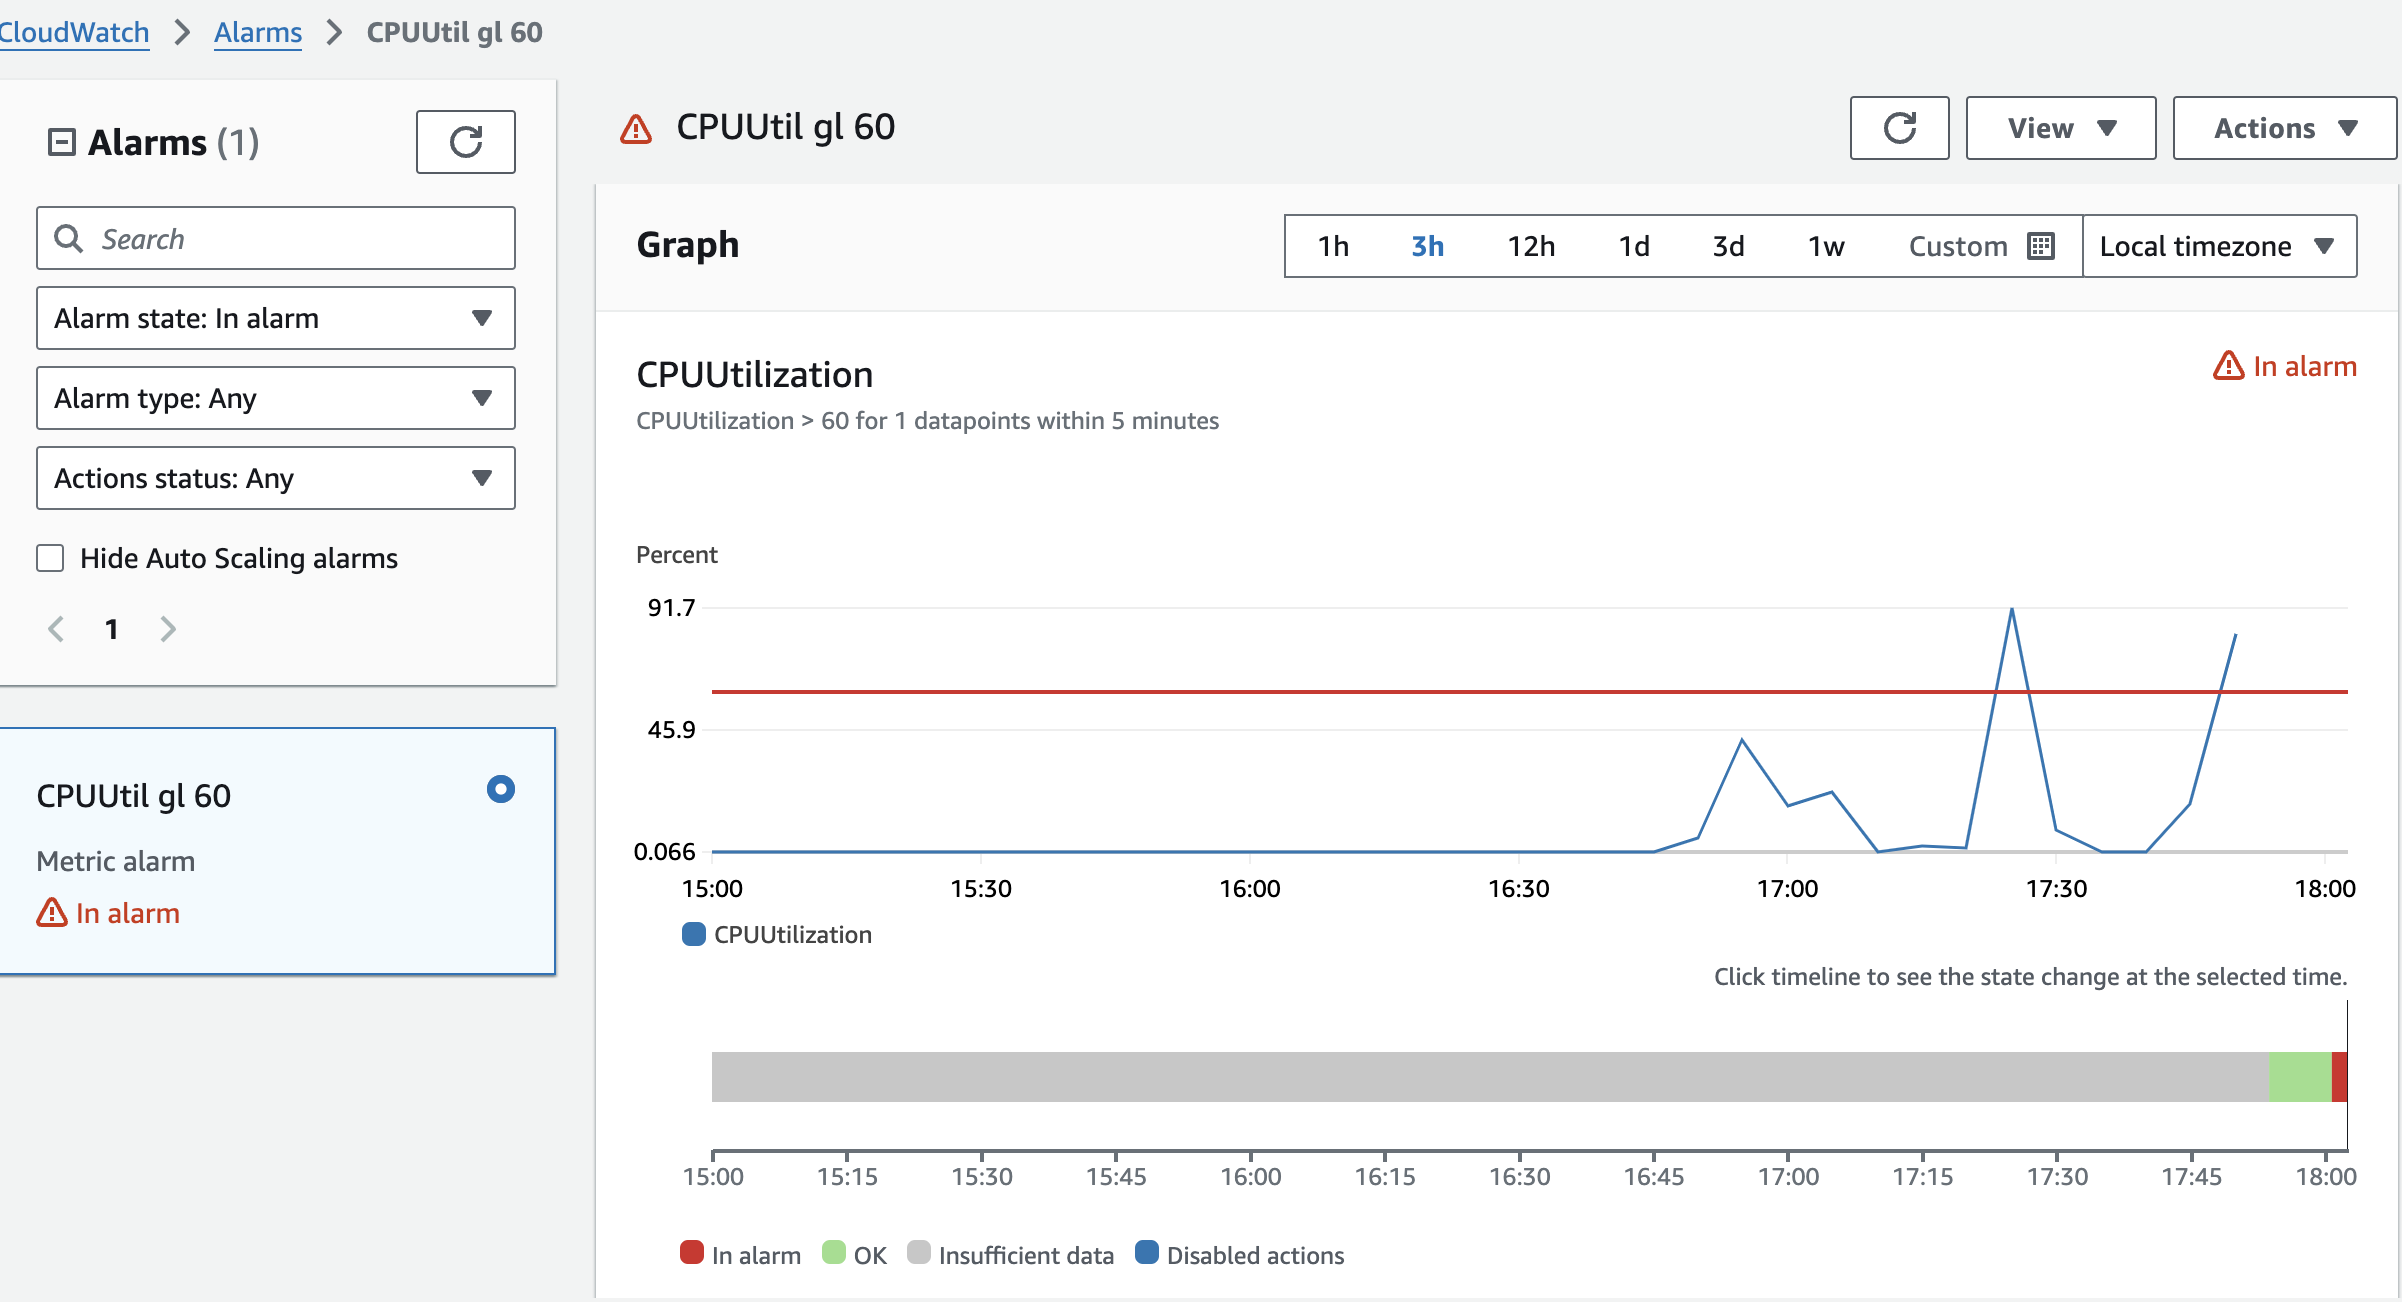 CloudWatch > Alarms > CPUUtil gl 60
Alarms (1)
Search
Alarm state: In alarm
Alarm type: Any
Actions status: Any
Hide Auto Scaling alarms
1
CPUUtil gl 60
Metric alarm
In alarm
CPUUtil gl 60
View
Actions
Graph
1h 3h 12h 1d 3d 1w Custom Local timezone
CPUUtilization
In alarm
CPUUtilization > 60 for 1 datapoints within 5 minutes
Percent
91.7
45.9
0.066
15:00 15:30 16:00 16:30 17:00 17:30 18:00
CPUUtilization
Click timeline to see the state change at the selected time.
15:00 15:15 15:30 15:45 16:00 16:15 16:30 16:45 17:00 17:15 17:30 17:45 18:00
In alarm OK Insufficient data Disabled actions